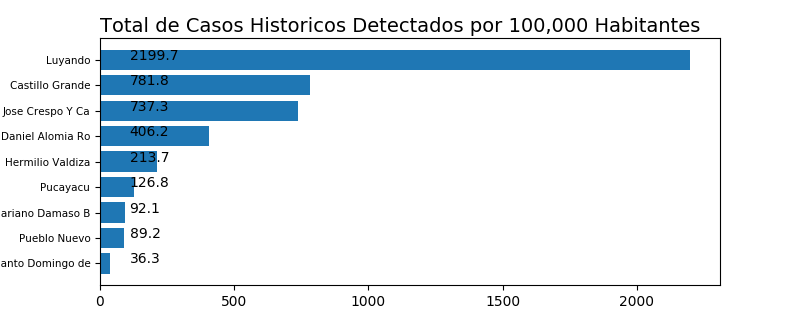 Total de Casos Historicos Detectados por 100,000 Habitantes
Luyando 2199.7
Castillo Grande 781.8
Jose Crespo Y Ca 737.3
Daniel Alomia Ro 406.2
Hermilio Valdiza 213.7
Pucayacu 126.8
ariano Damaso B 92.1
Pueblo Nuevo 89.2
anto Domingo de 36.3
0 500 1000 1500 2000